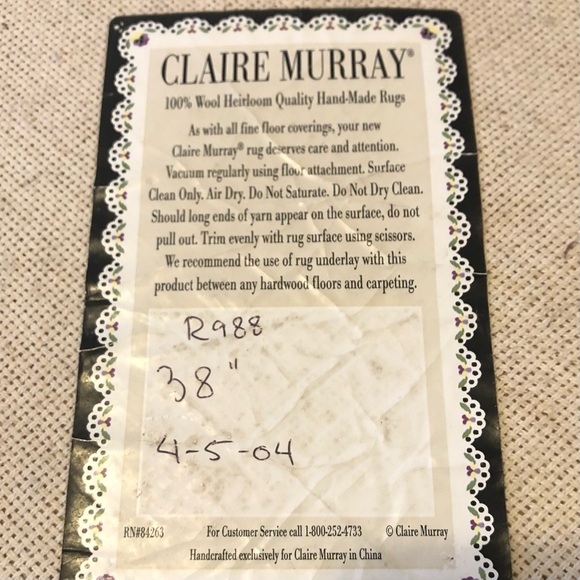 CLAIRE MURRAY®
100% Wool Heirloom Quality Hand-Made Rugs
As with all fine floor coverings, your new
Claire Murray® rug deserves care and attention.
Vacuum regularly using floor attachment. Surface
Clean Only. Air Dry. Do Not Saturate. Do Not Dry Clean.
Should long ends of yarn appear on the surface, do not
pull out. Trim evenly with rug surface using scissors.
We recommend the use of rug underlay with this
product between any hardwood floors and carpeting.
R988
38"
4-5-04
RN#84263 For Customer Service call 1-800-252-4733 © Claire Murray
Handcrafted exclusively for Claire Murray in China